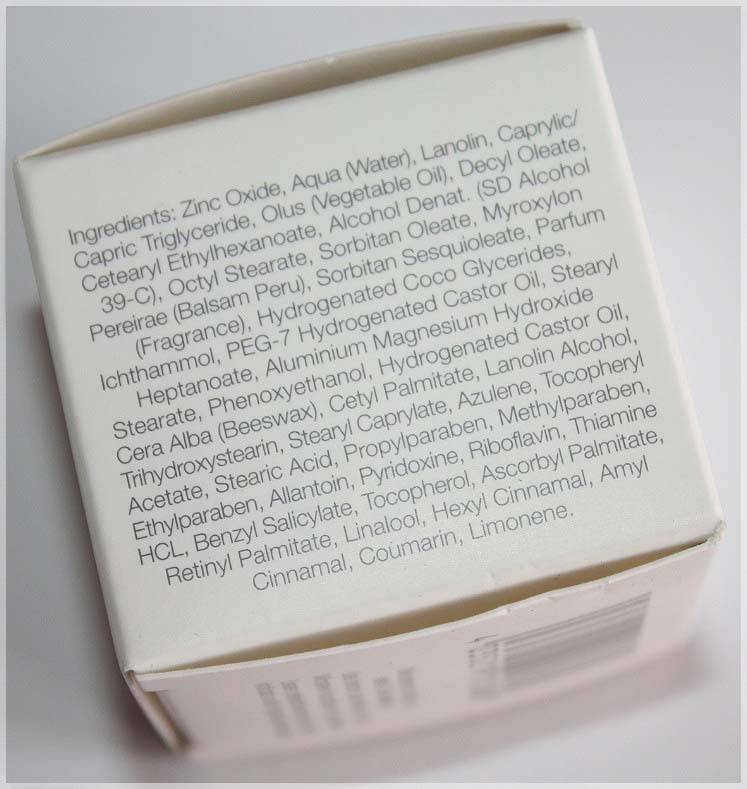 Ingredients: Zinc Oxide, Aqua (Water), Lanolin, Caprylic/
Capric Triglyceride, Olus (Vegetable Oil), Decyl Oleate,
Cetearyl Ethylhexanoate, Alcohol Denat. (SD Alcohol
39-C), Octyl Stearate, Sorbitan Oleate, Myroxylon
Pereirae (Balsam Peru), Sorbitan Sesquioleate, Parfum
(Fragrance), Hydrogenated Coco Glycerides,
Ichthammol, PEG-7 Hydrogenated Castor Oil, Stearyl
Heptanoate, Aluminium Magnesium Hydroxide
Stearate, Phenoxyethanol, Hydrogenated Castor Oil,
Cera Alba (Beeswax), Cetyl Palmitate, Lanolin Alcohol,
Trihydroxystearin, Stearyl Caprylate, Azulene, Tocopheryl
Acetate, Stearic Acid, Propylparaben, Methylparaben,
Ethylparaben, Allantoin, Pyridoxine, Riboflavin, Thiamine
HCL, Benzyl Salicylate, Tocopherol, Ascorbyl Palmitate,
Retinyl Palmitate, Linalool, Hexyl Cinnamal, Amyl
Cinnamal, Coumarin, Limonene.